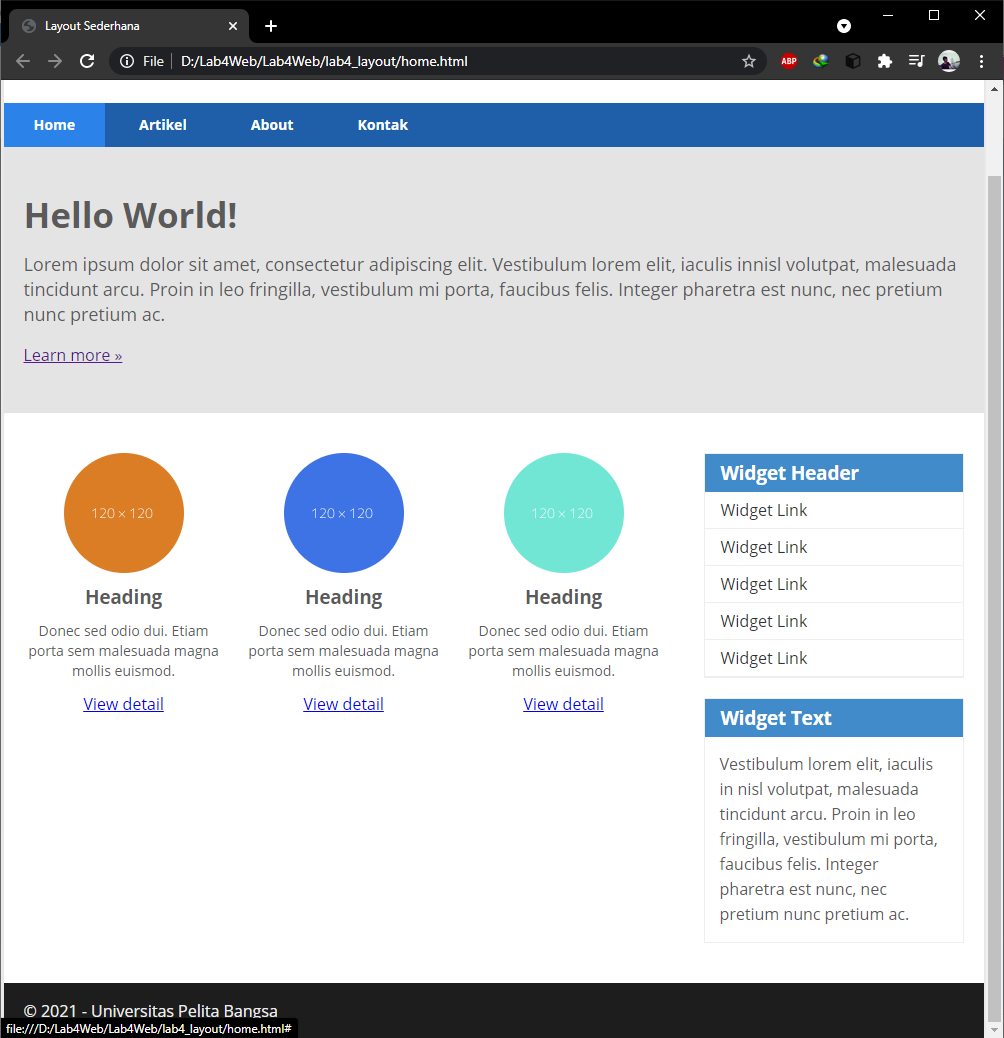 Layout Sederhana
File D:/Lab4Web/Lab4Web/lab4_layout/home.html
ABP
Home Artikel About Kontak
Hello World!
Lorem ipsum dolor sit amet, consectetur adipiscing elit. Vestibulum lorem elit, iaculis innisl volutpat, malesuada
tincidunt arcu. Proin in leo fringilla, vestibulum mi porta, faucibus felis. Integer pharetra est nunc, nec pretium
nunc pretium ac.
Learn more »
120 × 120
Heading
Donec sed odio dui. Etiam
porta sem malesuada magna
mollis euismod.
View detail
120 × 120
Heading
Donec sed odio dui. Etiam
porta sem malesuada magna
mollis euismod.
View detail
120 × 120
Heading
Donec sed odio dui. Etiam
porta sem malesuada magna
mollis euismod.
View detail
Widget Header
Widget Link
Widget Link
Widget Link
Widget Link
Widget Link
Widget Text
Vestibulum lorem elit, iaculis
in nisl volutpat, malesuada
tincidunt arcu. Proin in leo
fringilla, vestibulum mi porta,
faucibus felis. Integer
pharetra est nunc, nec
pretium nunc pretium ac.
© 2021 - Universitas Pelita Bangsa
file:///D:/Lab4Web/Lab4Web/lab4_layout/home.html#